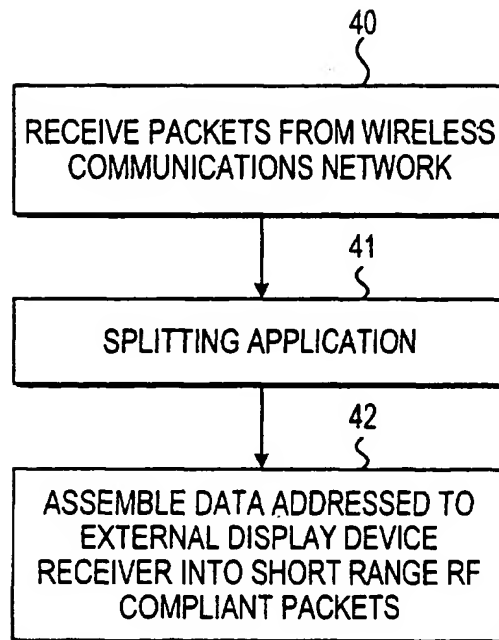 40
RECEIVE PACKETS FROM WIRELESS
COMMUNICATIONS NETWORK
41
SPLITTING APPLICATION
42
ASSEMBLE DATA ADDRESSED TO
EXTERNAL DISPLAY DEVICE
RECEIVER INTO SHORT RANGE RF
COMPLIANT PACKETS